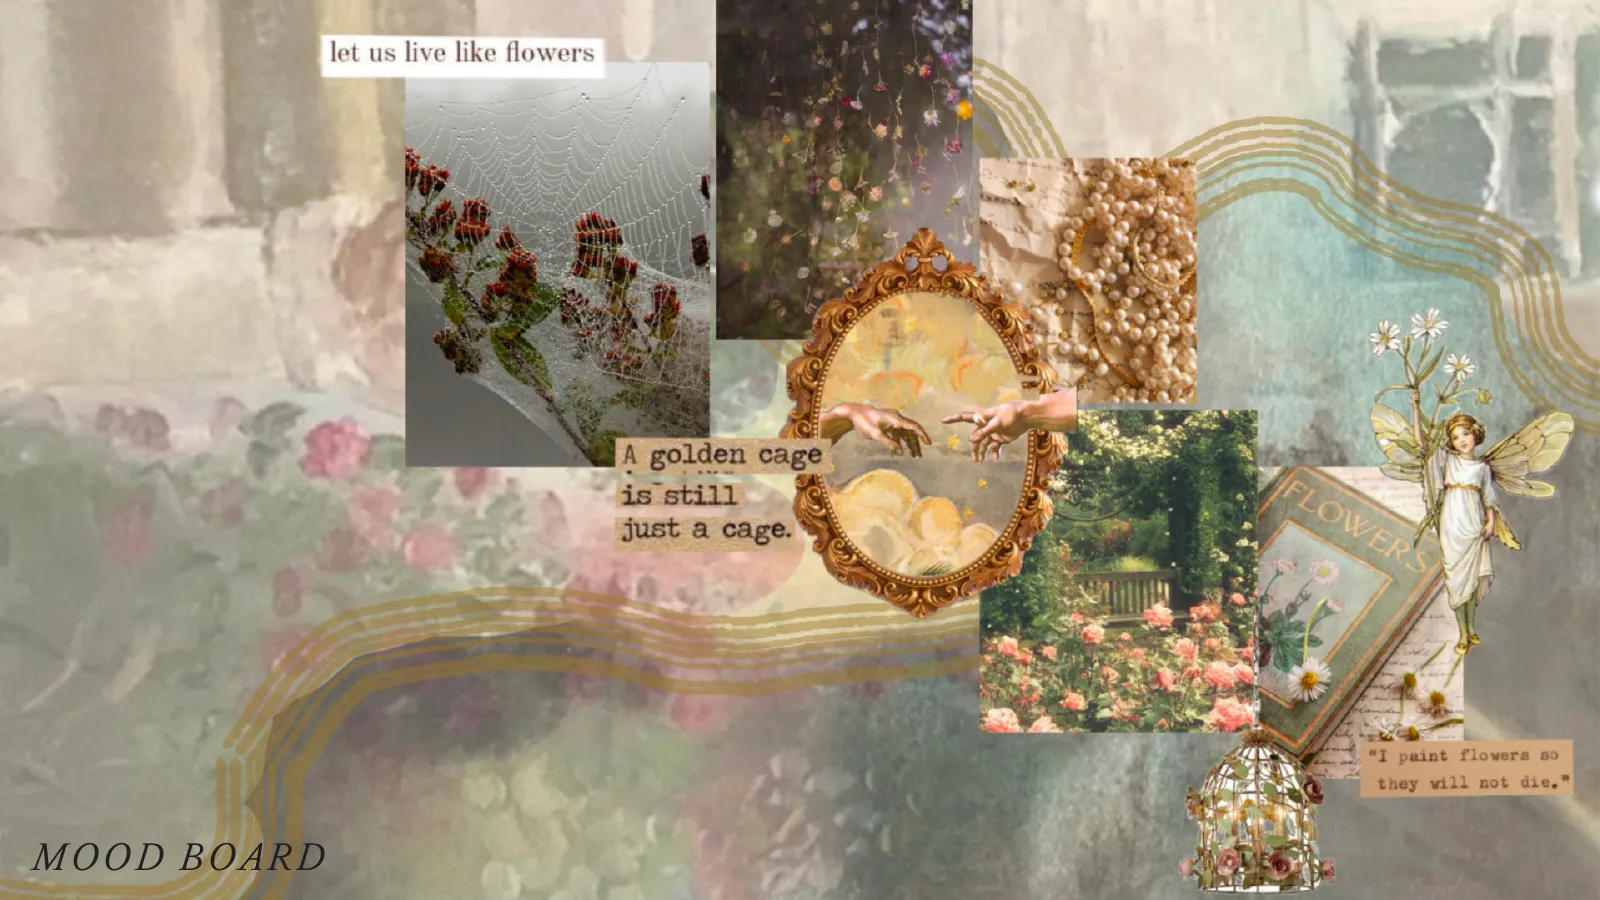 let us live like flowers
A golden cage
is still
just a cage.
FLOWERS
"I paint flowers so
they will not die."
MOOD BOARD